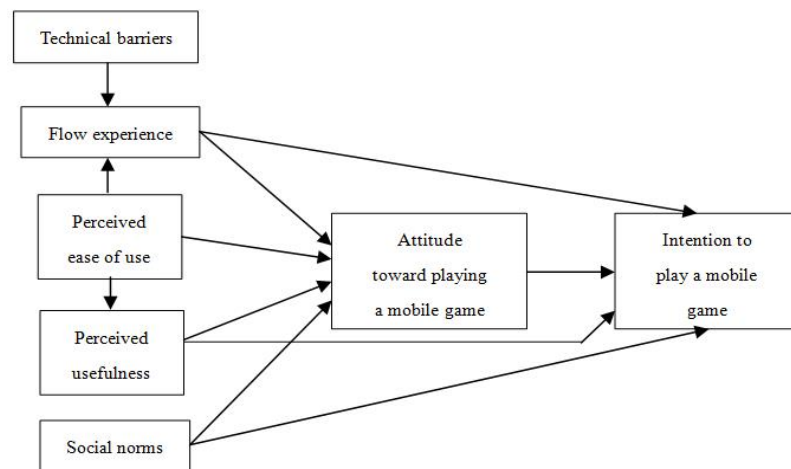 Technical barriers
Flow experience
Perceived
ease of use
Perceived
usefulness
Social norms
Attitude
toward playing
a mobile game
Intention to
play a mobile
game